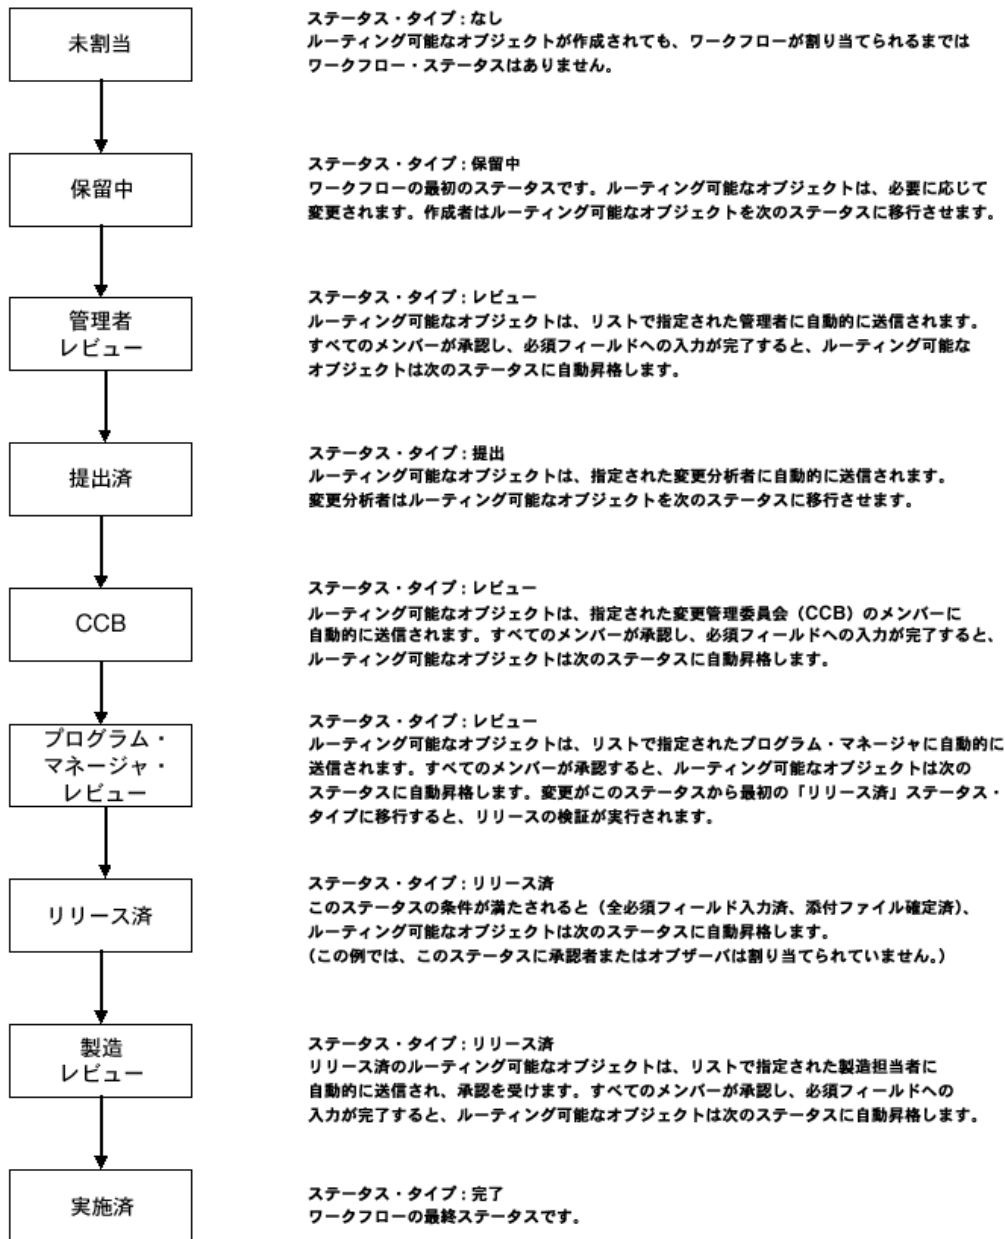 未割当
ステータス・タイプ：なし
ルーティング可能なオブジェクトが作成されても、ワークフローが割り当てられるまでは
ワークフロー・ステータスはありません。
保留中
ステータス・タイプ：保留中
ワークフローの最初のステータスです。ルーティング可能なオブジェクトは、必要に応じて
変更されます。作成者はルーティング可能なオブジェクトを次のステータスに移行させます。
管理者
レビュー
ステータス・タイプ：レビュー
ルーティング可能なオブジェクトは、リストで指定された管理者に自動的に送信されます。
すべてのメンバーが承認し、必須フィールドへの入力が完了すると、ルーティング可能な
オブジェクトは次のステータスに自動昇格します。
提出済
ステータス・タイプ：提出
ルーティング可能なオブジェクトは、指定された変更分析者に自動的に送信されます。
変更分析者はルーティング可能なオブジェクトを次のステータスに移行させます。
CCB
ステータス・タイプ：レビュー
ルーティング可能なオブジェクトは、指定された変更管理委員会（CCB）のメンバーに
自動的に送信されます。すべてのメンバーが承認し、必須フィールドへの入力が完了すると、
ルーティング可能なオブジェクトは次のステータスに自動昇格します。
プログラム・
マネージャ・
レビュー
ステータス・タイプ：レビュー
ルーティング可能なオブジェクトは、リストで指定されたプログラム・マネージャに自動的に
送信されます。すべてのメンバーが承認すると、ルーティング可能なオブジェクトは次の
ステータスに自動昇格します。変更がこのステータスから最初の「リリース済」ステータス・
タイプに移行すると、リリースの検証が実行されます。
リリース済
ステータス・タイプ：リリース済
このステータスの条件が満たされると（全必須フィールド入力済、添付ファイル確定済）、
ルーティング可能なオブジェクトは次のステータスに自動昇格します。
（この例では、このステータスに承認者またはオブザーバは割り当てられていません。）
製造
レビュー
ステータス・タイプ：リリース済
リリース済のルーティング可能なオブジェクトは、リストで指定された製造担当者に
自動的に送信され、承認を受けます。すべてのメンバーが承認し、必須フィールドへの
入力が完了すると、ルーティング可能なオブジェクトは次のステータスに自動昇格します。
実施済
ステータス・タイプ：完了
ワークフローの最終ステータスです。